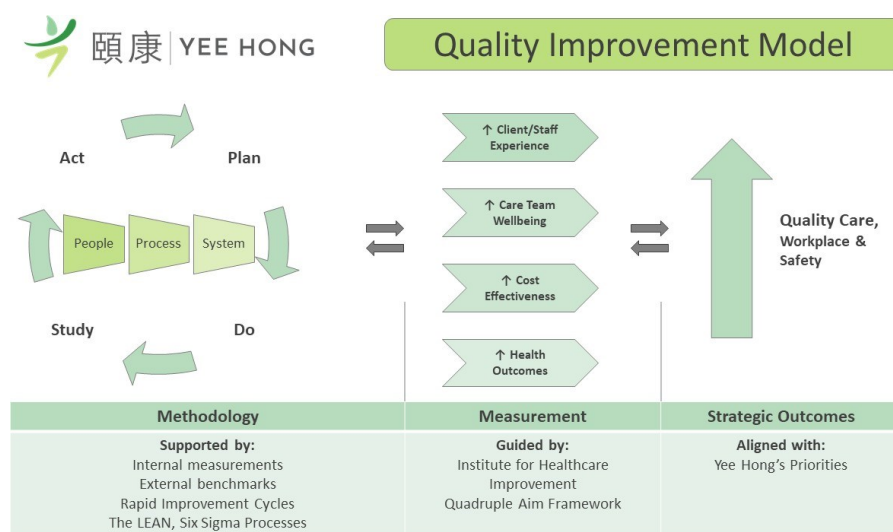 頤康 YEE HONG
Quality Improvement Model
Act
Plan
People
Process
System
Study
Do
↑ Client/Staff
Experience
↑ Care Team
Wellbeing
↑ Cost
Effectiveness
↑ Health
Outcomes
Quality Care,
Workplace &
Safety
Methodology
Supported by:
Internal measurements
External benchmarks
Rapid Improvement Cycles
The LEAN, Six Sigma Processes
Measurement
Guided by:
Institute for Healthcare
Improvement
Quadruple Aim Framework
Strategic Outcomes
Aligned with:
Yee Hong's Priorities